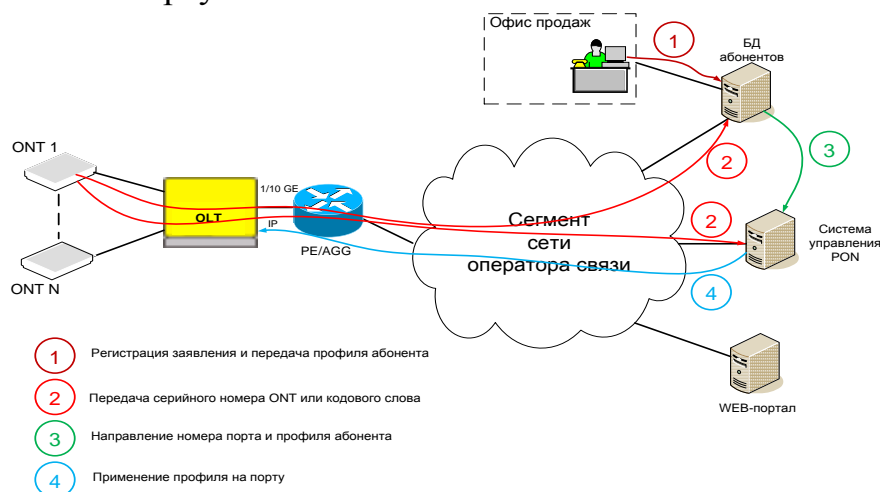 Офис продаж
1
БД
абонентов
3
2
ONT 1
1/10 GE
OLT
IP
PE/AGG
Сегмент
сети
оператора связи
2
Система
управления
PON
ONT N
4
1 Регистрация заявления и передача профиля абонента
2 Передача серийного номера ONT или кодового слова
WEB-портал
3 Направление номера порта и профиля абонента
4 Применение профиля на порту